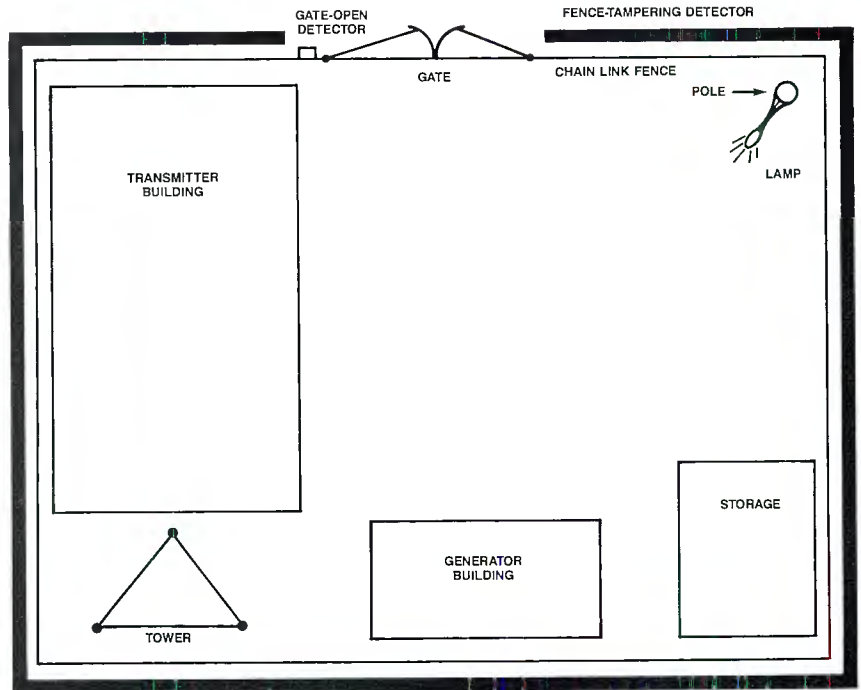 GATE-OPEN
DETECTOR
FENCE-TAMPERING DETECTOR
GATE
CHAIN LINK FENCE
POLE
LAMP
TRANSMITTER
BUILDING
STORAGE
GENERATOR
BUILDING
TOWER